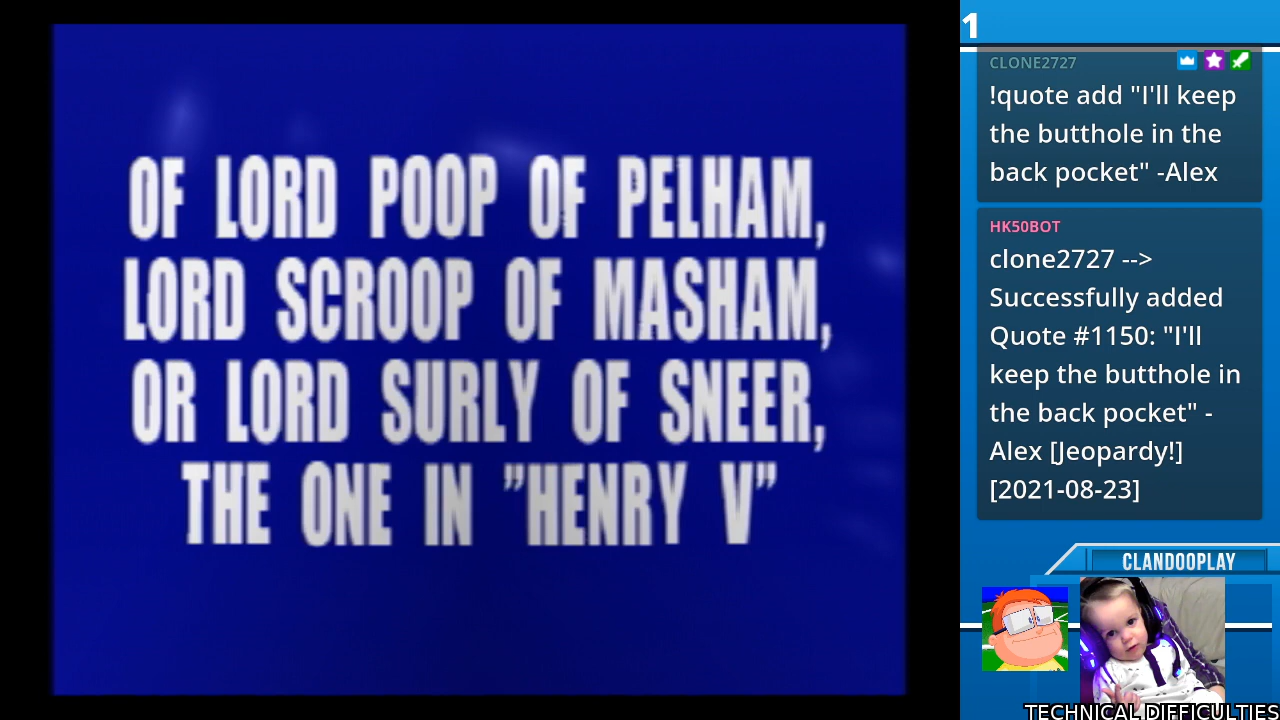 OF LORD POOP OF PELHAM,
LORD SCROOP OF MASHAM,
OR LORD SURLY OF SNEER,
THE ONE IN "HENRY V"
1
CLONE2727
!quote add "I'll keep
the butthole in the
back pocket" -Alex
HK50BOT
clone2727 -->
Successfully added
Quote #1150: "I'll
keep the butthole in
the back pocket" -
Alex [Jeopardy!]
[2021-08-23]
CLANDOOPLAY
TECHNICAL DIFFICULTIES